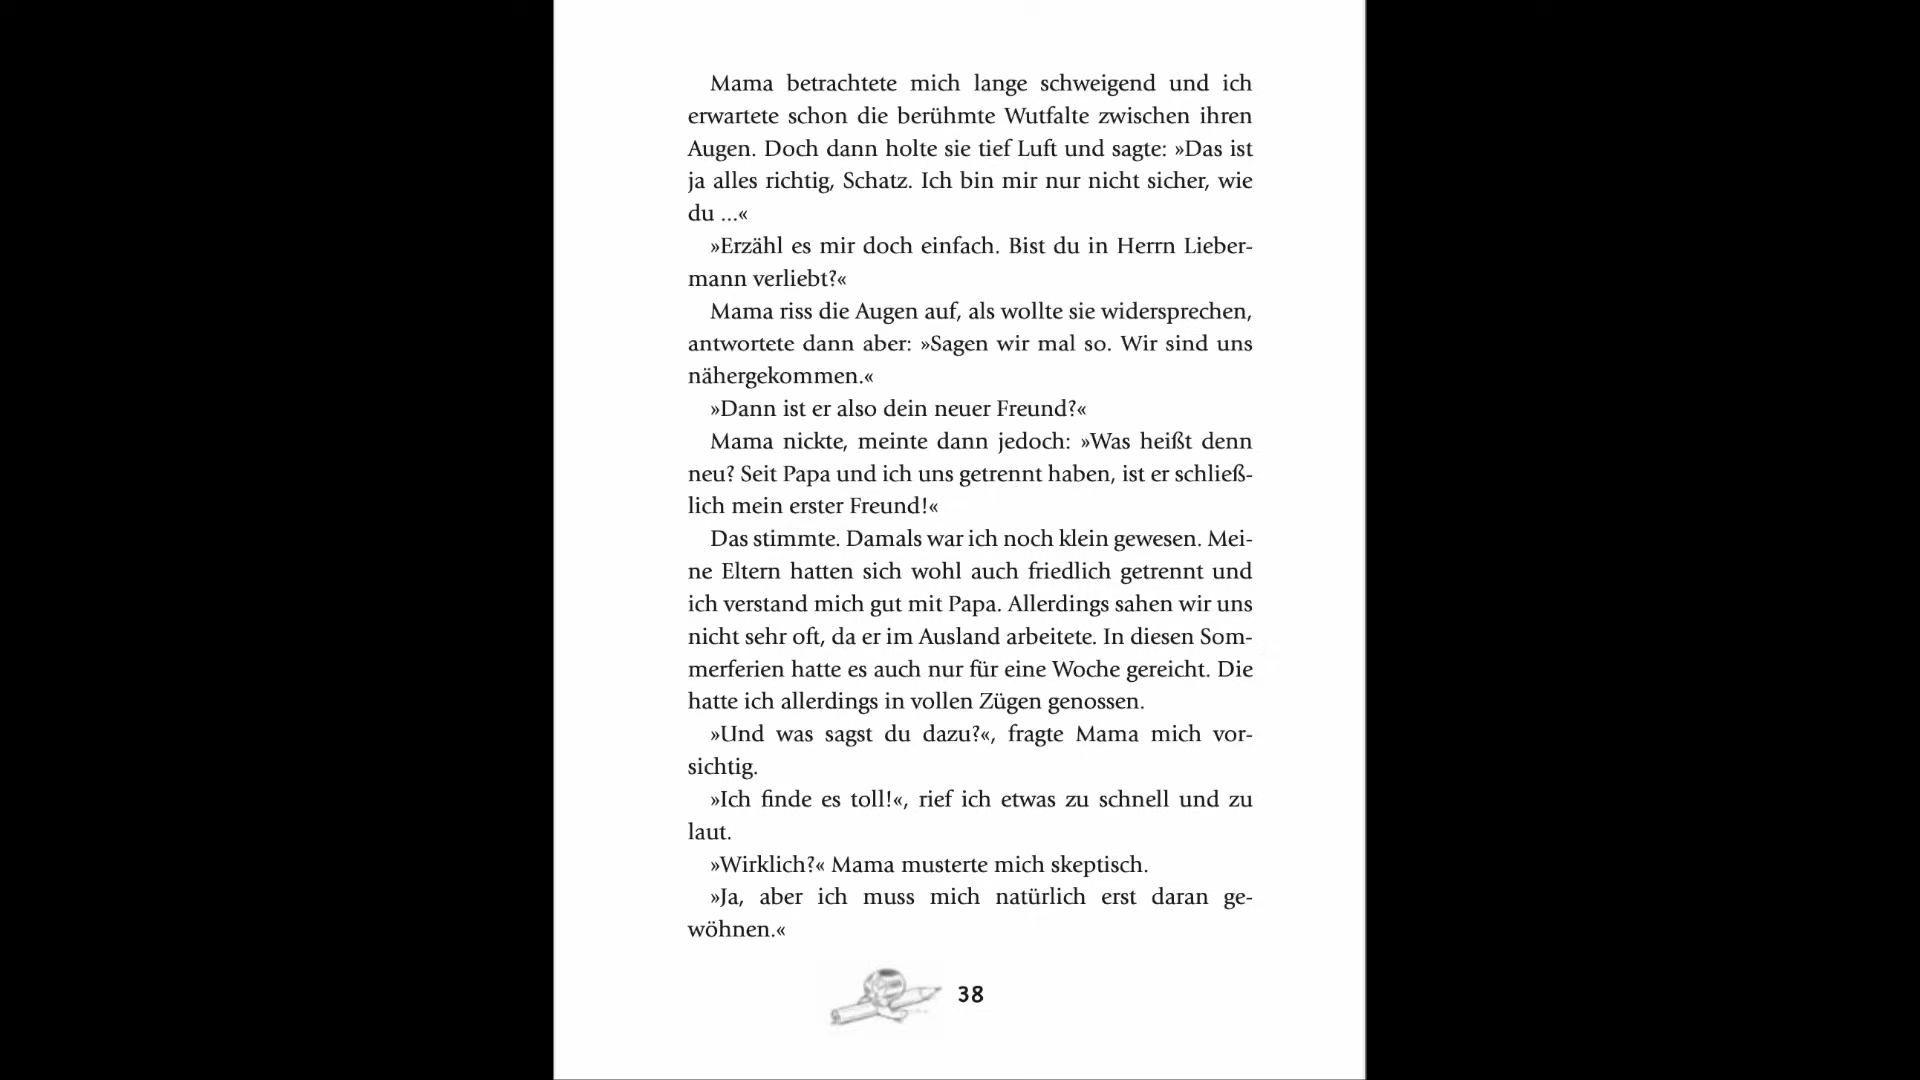 Mama betrachtete mich lange schweigend und ich
erwartete schon die berühmte Wutfalte zwischen ihren
Augen. Doch dann holte sie tief Luft und sagte: »Das ist
ja alles richtig, Schatz. Ich bin mir nur nicht sicher, wie
du ...«
»Erzähl es mir doch einfach. Bist du in Herrn Lieber-
mann verliebt?«
Mama riss die Augen auf, als wollte sie widersprechen,
antwortete dann aber: »Sagen wir mal so. Wir sind uns
nähergekommen.«
»Dann ist er also dein neuer Freund?«
Mama nickte, meinte dann jedoch: »Was heißt denn
neu? Seit Papa und ich uns getrennt haben, ist er schließ-
lich mein erster Freund!«
Das stimmte. Damals war ich noch klein gewesen. Mei-
ne Eltern hatten sich wohl auch friedlich getrennt und
ich verstand mich gut mit Papa. Allerdings sahen wir uns
nicht sehr oft, da er im Ausland arbeitete. In diesen Som-
merferien hatte es auch nur für eine Woche gereicht. Die
hatte ich allerdings in vollen Zügen genossen.
»Und was sagst du dazu?«, fragte Mama mich vor-
sichtig.
»Ich finde es toll!«, rief ich etwas zu schnell und zu
laut.
»Wirklich?« Mama musterte mich skeptisch.
»Ja, aber ich muss mich natürlich erst daran ge-
wöhnen.«
38